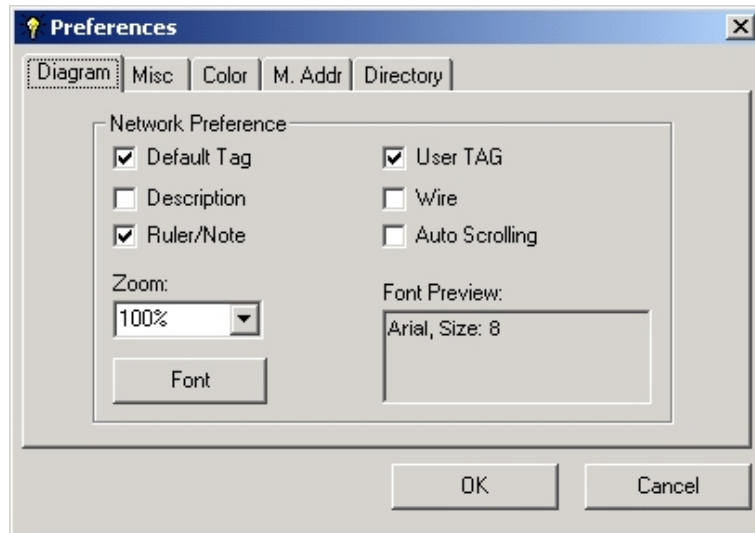 Preferences
Diagram Misc Color M. Addr Directory
Network Preference
Default Tag User TAG
Description Wire
Ruler/Note Auto Scrolling
Zoom: Font Preview:
100% Arial, Size: 8
Font
OK Cancel